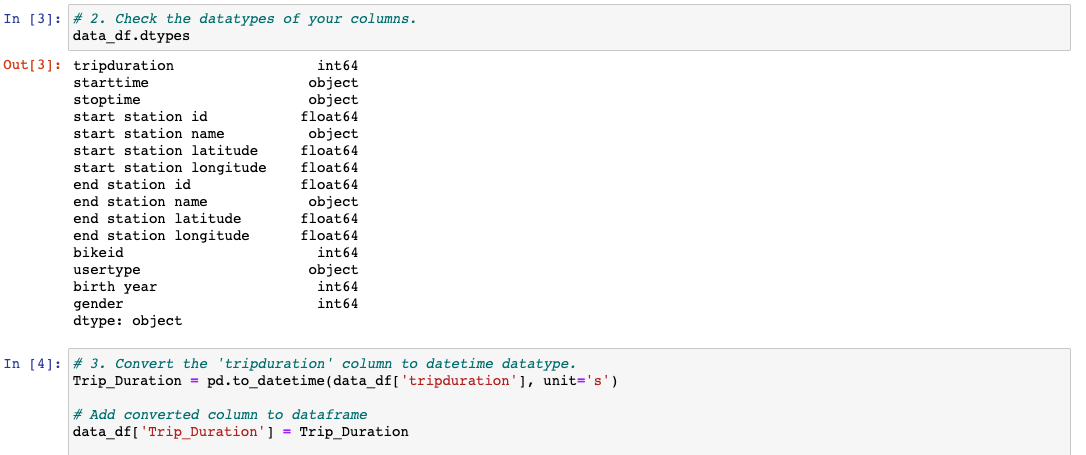 In [3]: # 2. Check the datatypes of your columns.
data_df.dtypes
Out[3]: tripduration int64
starttime object
stoptime object
start station id float64
start station name object
start station latitude float64
start station longitude float64
end station id float64
end station name object
end station latitude float64
end station longitude float64
bikeid int64
usertype object
birth year int64
gender int64
dtype: object
In [4]: # 3. Convert the 'tripduration' column to datetime datatype.
Trip_Duration = pd.to_datetime(data_df['tripduration'], unit='s')
# Add converted column to dataframe
data_df['Trip_Duration'] = Trip_Duration